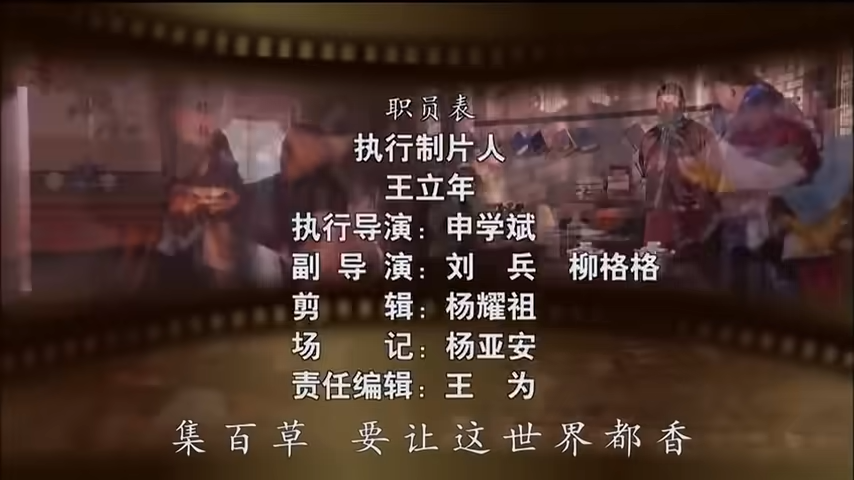 职员表
执行制片人
王立年
执行导演：申学斌
副导演：刘 兵 柳格格
剪 辑：杨耀祖
场 记：杨亚安
责任编辑：王 为
集百草 要让这世界都香